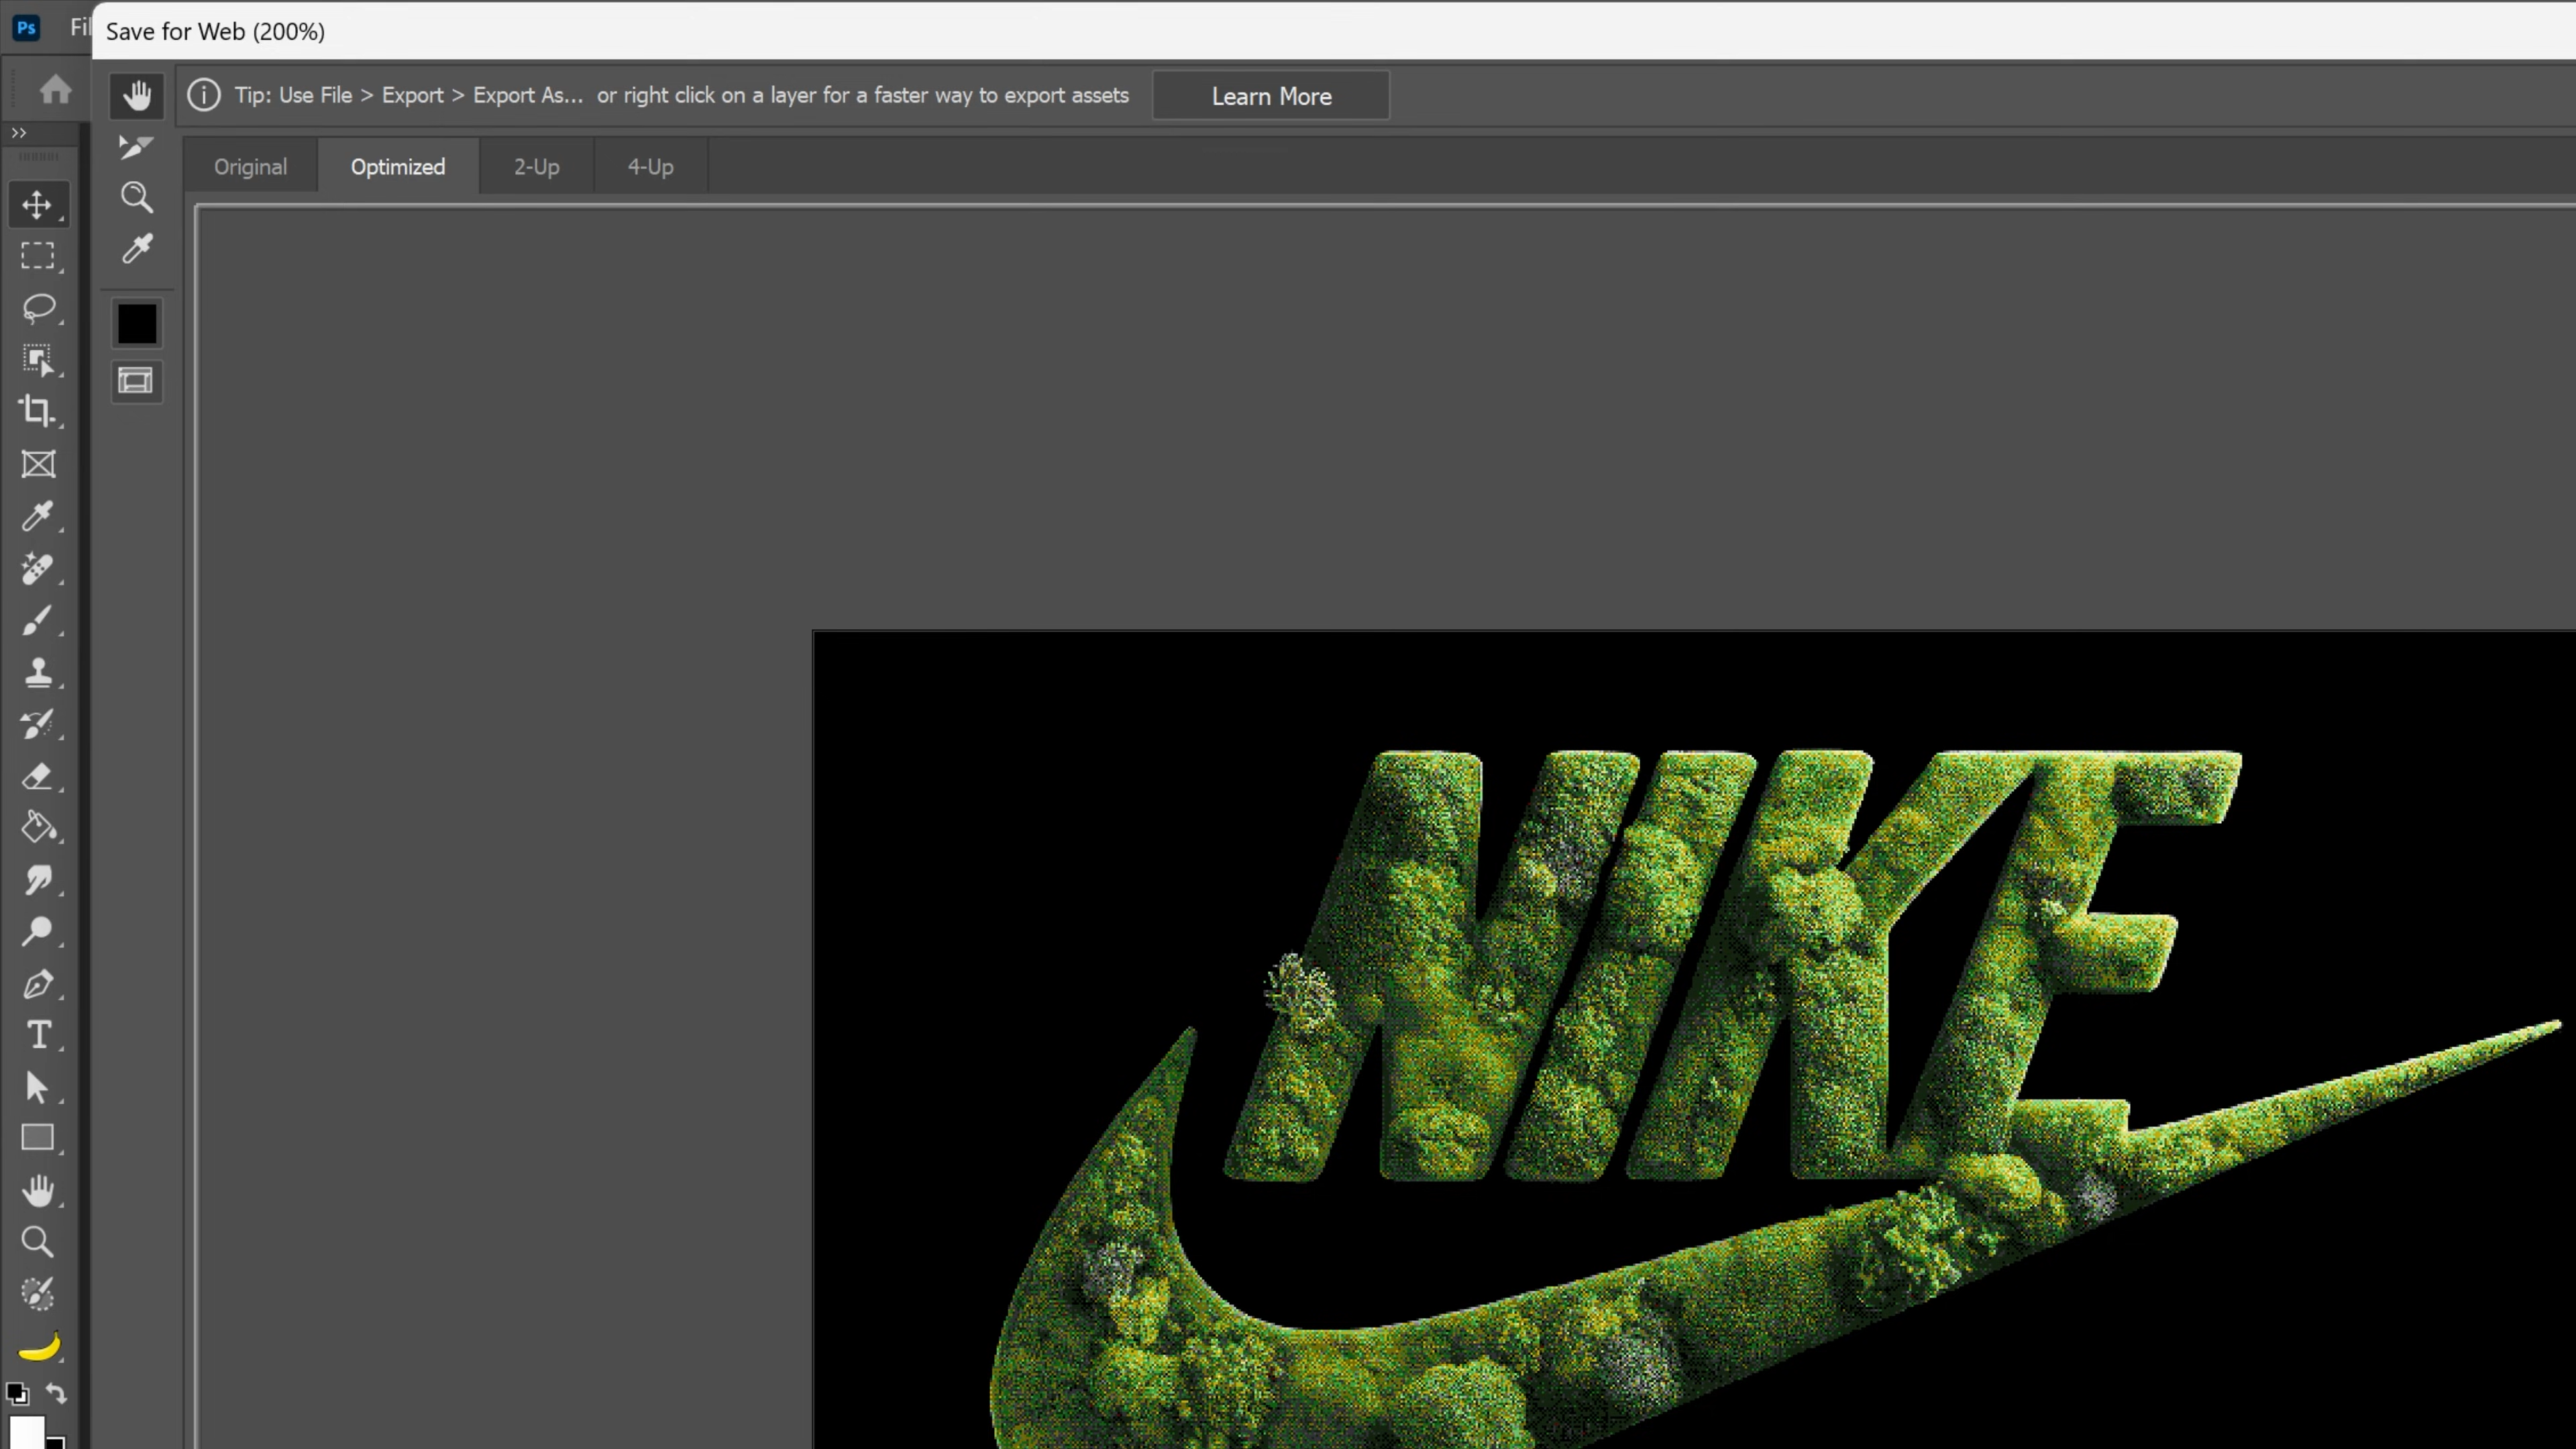 Ps Fil
Save for Web (200%)
Tip: Use File > Export > Export As... or right click on a layer for a faster way to export assets
Learn More
Original
Optimized
2-Up
4-Up
NIKE